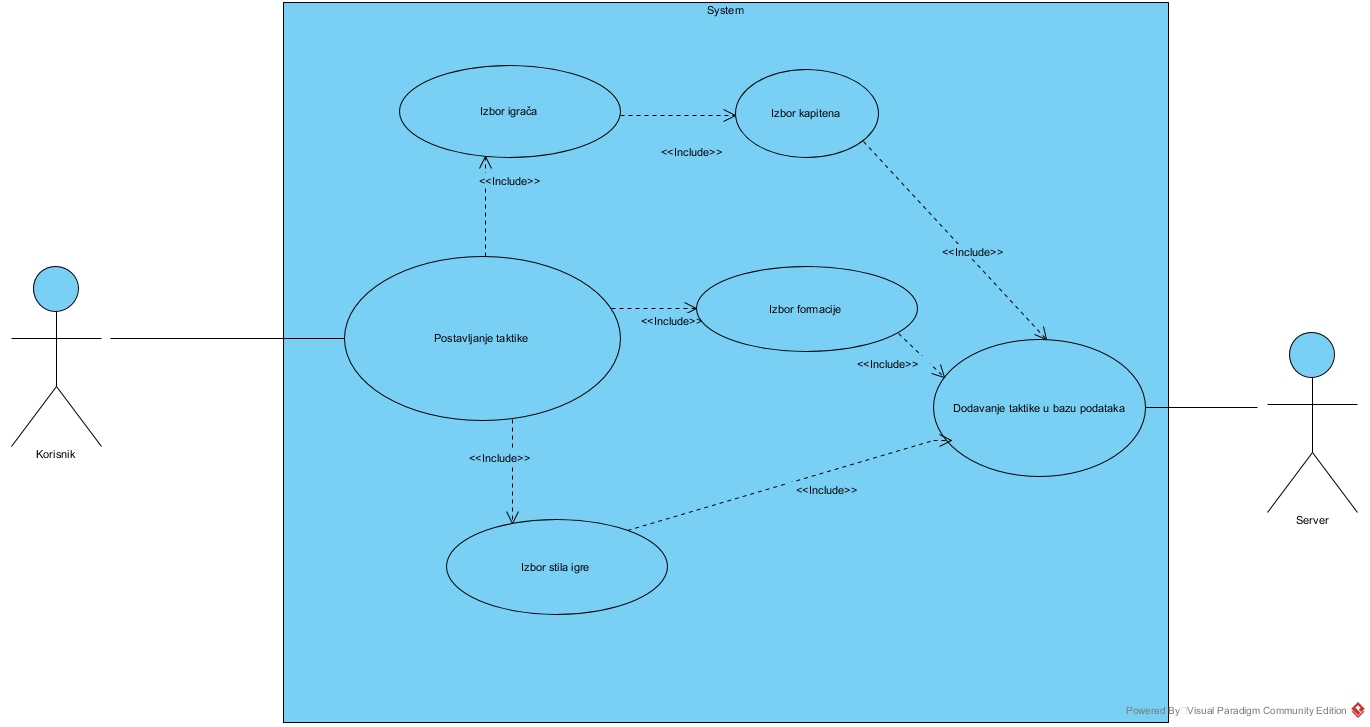 System
Izbor igrača
Izbor kapitena
<<Include>>
<<Include>>
<<Include>>
Izbor formacije
<<Include>>
Postavljanje taktike
<<Include>>
Dodavanje taktike u bazu podataka
Korisnik
<<Include>>
<<Include>>
Server
Izbor stila igre
Powered By Visual Paradigm Community Edition